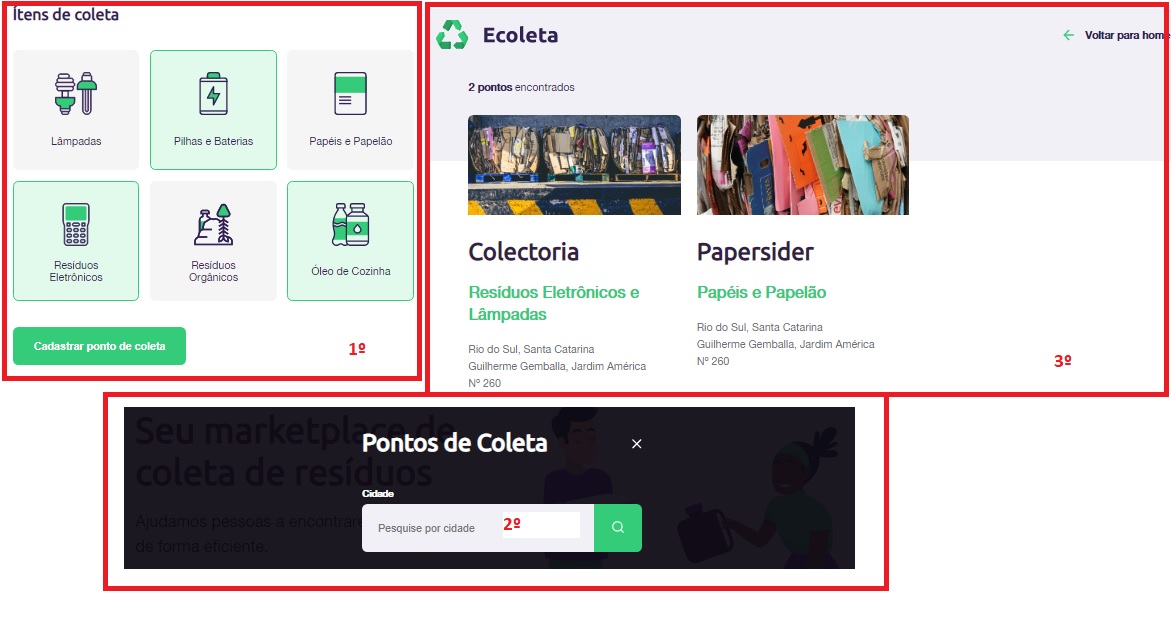 Ítens de coleta
Lâmpadas
Pilhas e Baterias
Papéis e Papelão
Resíduos
Eletrônicos
Resíduos
Orgânicos
Óleo de Cozinha
Cadastrar ponto de coleta
1º
Ecoleta
Voltar para home
2 pontos encontrados
Colectoria
Resíduos Eletrônicos e
Lâmpadas
Rio do Sul, Santa Catarina
Guilherme Gemballa, Jardim América
Nº 260
Papersider
Papéis e Papelão
Rio do Sul, Santa Catarina
Guilherme Gemballa, Jardim América
Nº 260
3º
Seu marketplace de
coleta de resíduos
Ajudamos pessoas a encontrare
de forma eficiente.
Pontos de Coleta
Cidade
Pesquise por cidade
2º